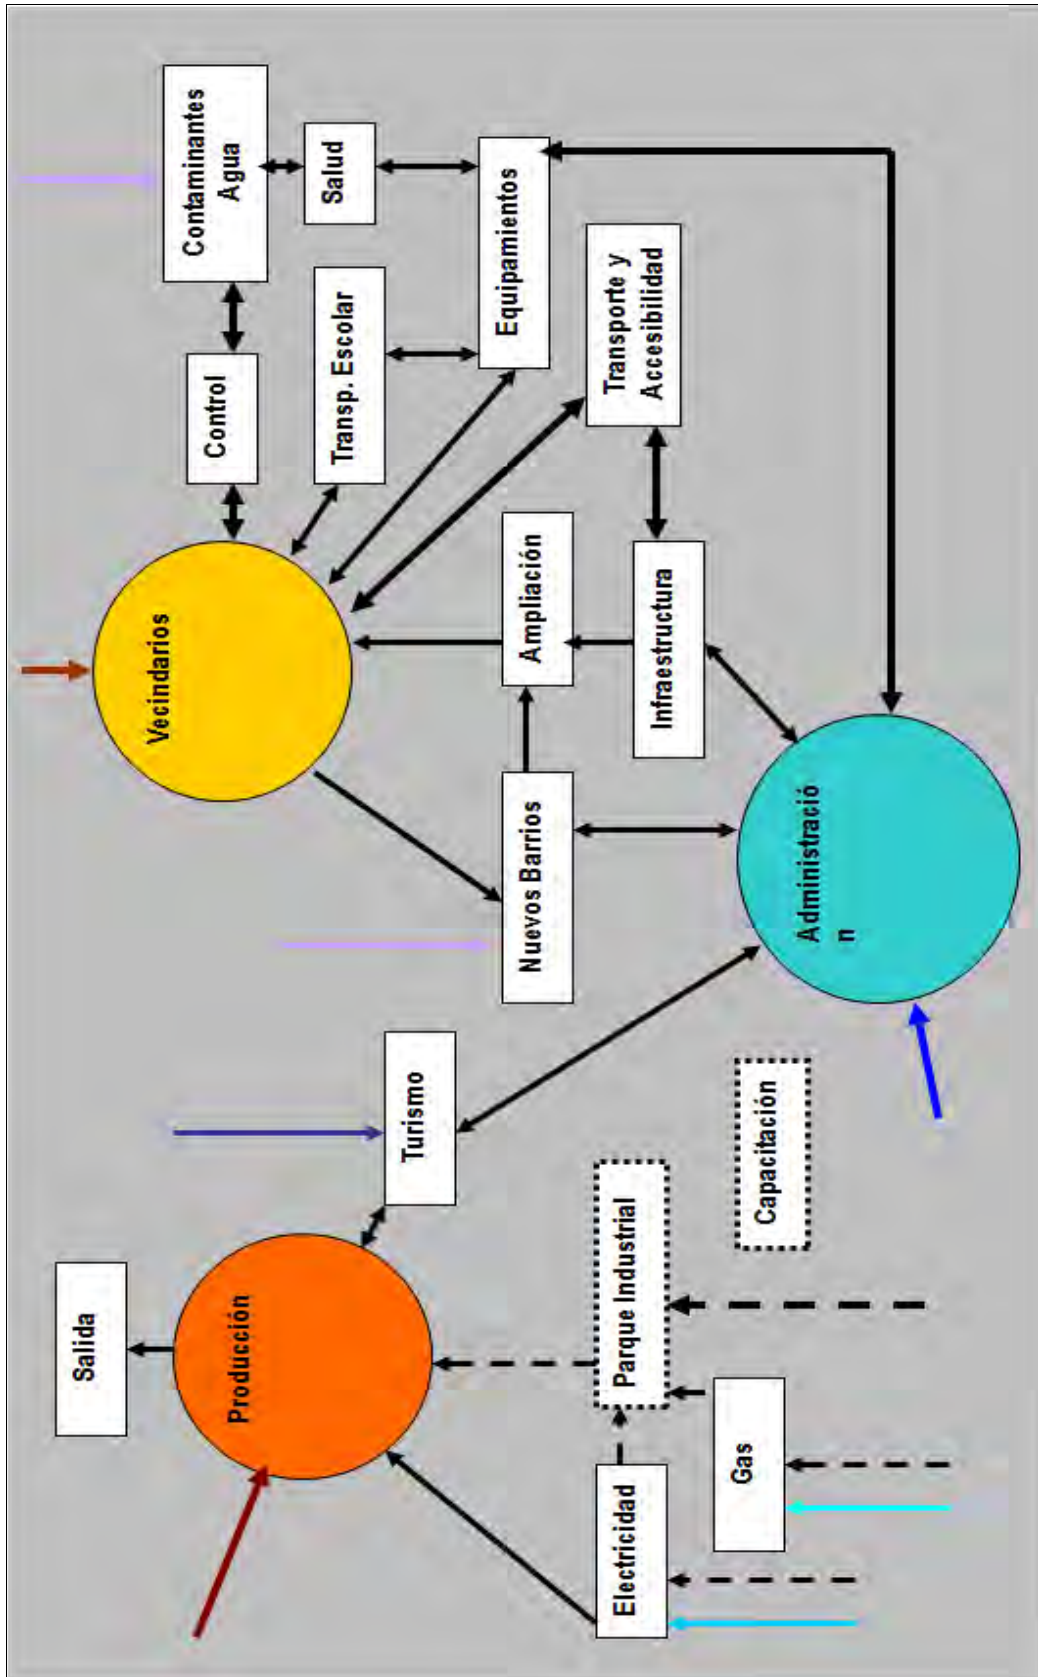 Salida
Vecindarios
Contaminantes
Agua
Control
Producción
Salud
Transp. Escolar
Turismo
Equipamientos
Nuevos Barrios
Ampliación
Transporte y
Accesibilidad
Electricidad
Parque Industrial
Infraestructura
Gas
Capacitación
Administració
n